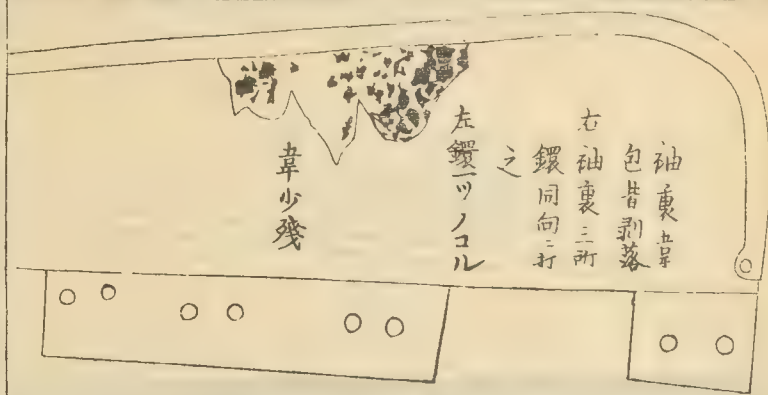 袖裏韋
包皆剥落
右袖裏三所
鐶同向ニ打
之
左鐶一ツノコル
韋少殘